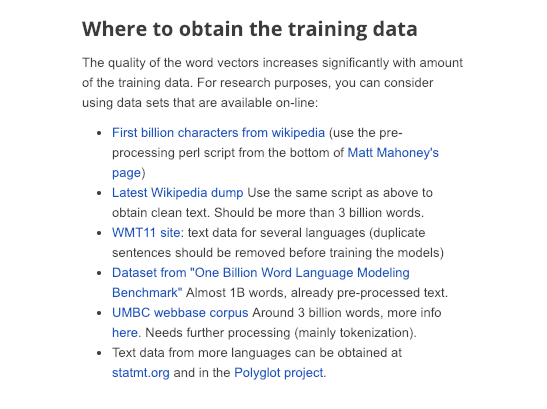 Where to obtain the training data
The quality of the word vectors increases significantly with amount
of the training data. For research purposes, you can consider
using data sets that are available on-line:
• First billion characters from wikipedia (use the pre-
processing perl script from the bottom of Matt Mahoney's
page)
• Latest Wikipedia dump Use the same script as above to
obtain clean text. Should be more than 3 billion words.
• WMT11 site: text data for several languages (duplicate
sentences should be removed before training the models)
• Dataset from "One Billion Word Language Modeling
Benchmark" Almost 1B words, already pre-processed text.
• UMBC webbase corpus Around 3 billion words, more info
here. Needs further processing (mainly tokenization).
• Text data from more languages can be obtained at
statmt.org and in the Polyglot project.